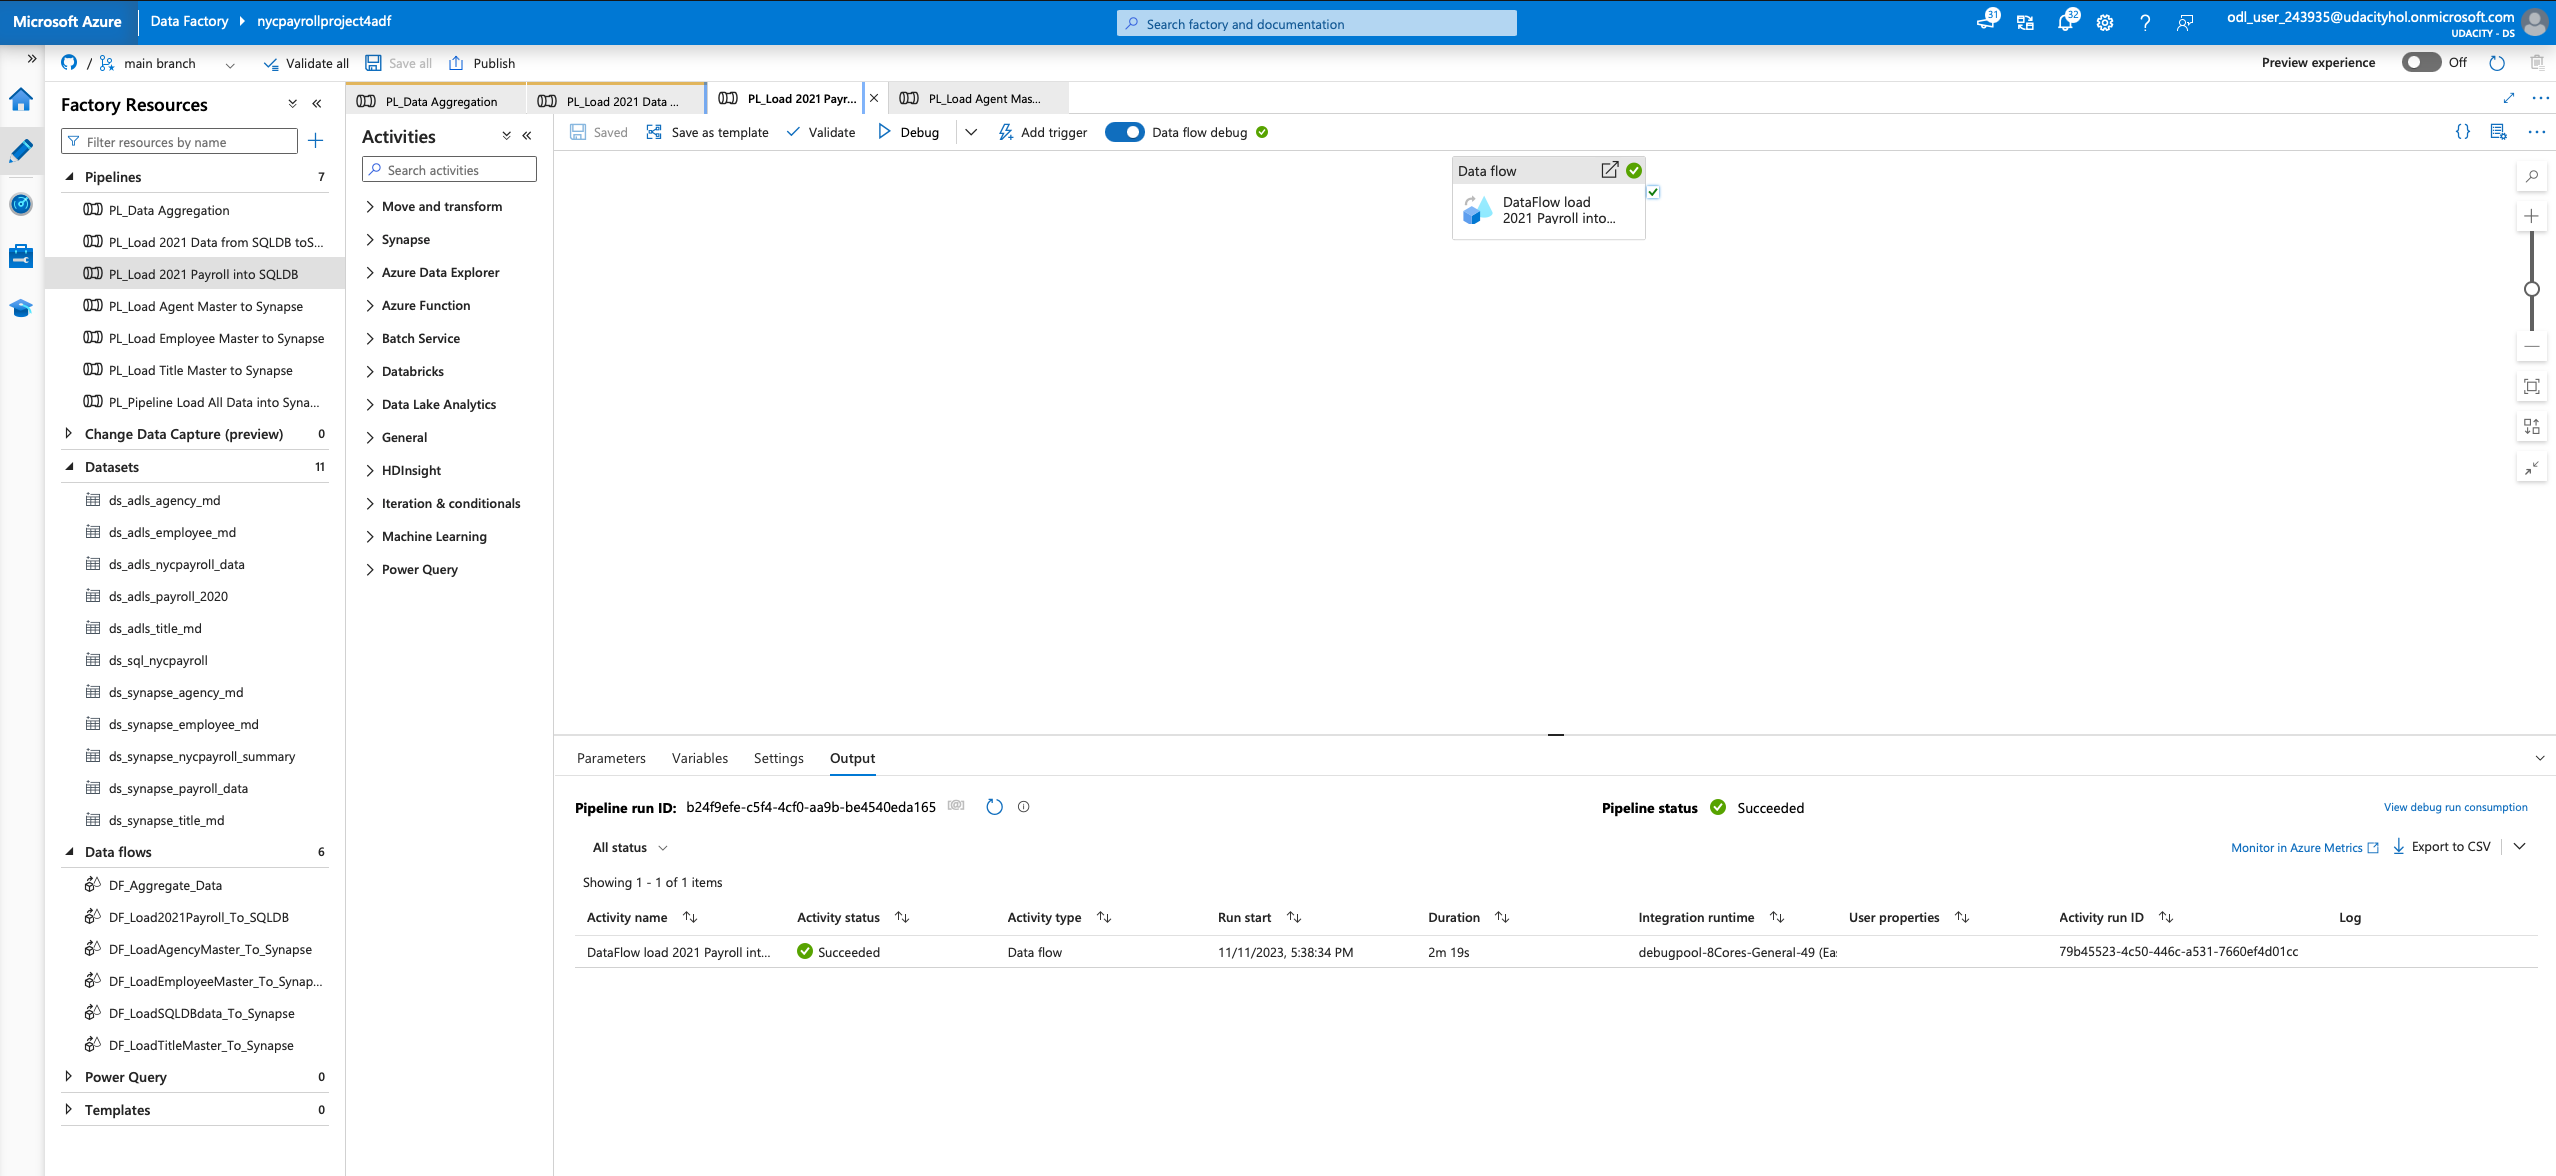 Microsoft Azure
Data Factory
nycpayrollproject4adf
Search factory and documentation
31
32
odl_user_243935@udacityhol.onmicrosoft.com
UDACITY - DS
/ main branch
Validate all
Save all
Publish
Preview experience
Off
Factory Resources
Filter resources by name
Pipelines 7
PL_Data Aggregation
PL_Load 2021 Data from SQLDB toS...
PL_Load 2021 Payroll into SQLDB
PL_Load Agent Master to Synapse
PL_Load Employee Master to Synapse
PL_Load Title Master to Synapse
PL_Pipeline Load All Data into Syna...
Change Data Capture (preview) 0
Datasets 11
ds_adls_agency_md
ds_adls_employee_md
ds_adls_nycpayroll_data
ds_adls_payroll_2020
ds_adls_title_md
ds_sql_nycpayroll
ds_synapse_agency_md
ds_synapse_employee_md
ds_synapse_nycpayroll_summary
ds_synapse_payroll_data
ds_synapse_title_md
Data flows 6
DF_Aggregate_Data
DF_Load2021Payroll_To_SQLDB
DF_LoadAgencyMaster_To_Synapse
DF_LoadEmployeeMaster_To_Synap...
DF_LoadSQLDBdata_To_Synapse
DF_LoadTitleMaster_To_Synapse
Power Query 0
Templates 0
PL_Data Aggregation
PL_Load 2021 Data ...
PL_Load 2021 Payr...
PL_Load Agent Mas...
Activities
Search activities
Move and transform
Synapse
Azure Data Explorer
Azure Function
Batch Service
Databricks
Data Lake Analytics
General
HDInsight
Iteration & conditionals
Machine Learning
Power Query
Saved
Save as template
Validate
Debug
Add trigger
Data flow debug
Data flow
DataFlow load
2021 Payroll into...
Parameters
Variables
Settings
Output
Pipeline run ID: b24f9efe-c5f4-4cf0-aa9b-be4540eda165
Pipeline status Succeeded
View debug run consumption
All status
Monitor in Azure Metrics
Export to CSV
Showing 1 - 1 of 1 items
Activity name Activity status Activity type Run start Duration Integration runtime User properties Activity run ID Log
DataFlow load 2021 Payroll int... Succeeded Data flow 11/11/2023, 5:38:34 PM 2m 19s debugpool-8Cores-General-49 (Eas 79b45523-4c50-446c-a531-7660ef4d01cc